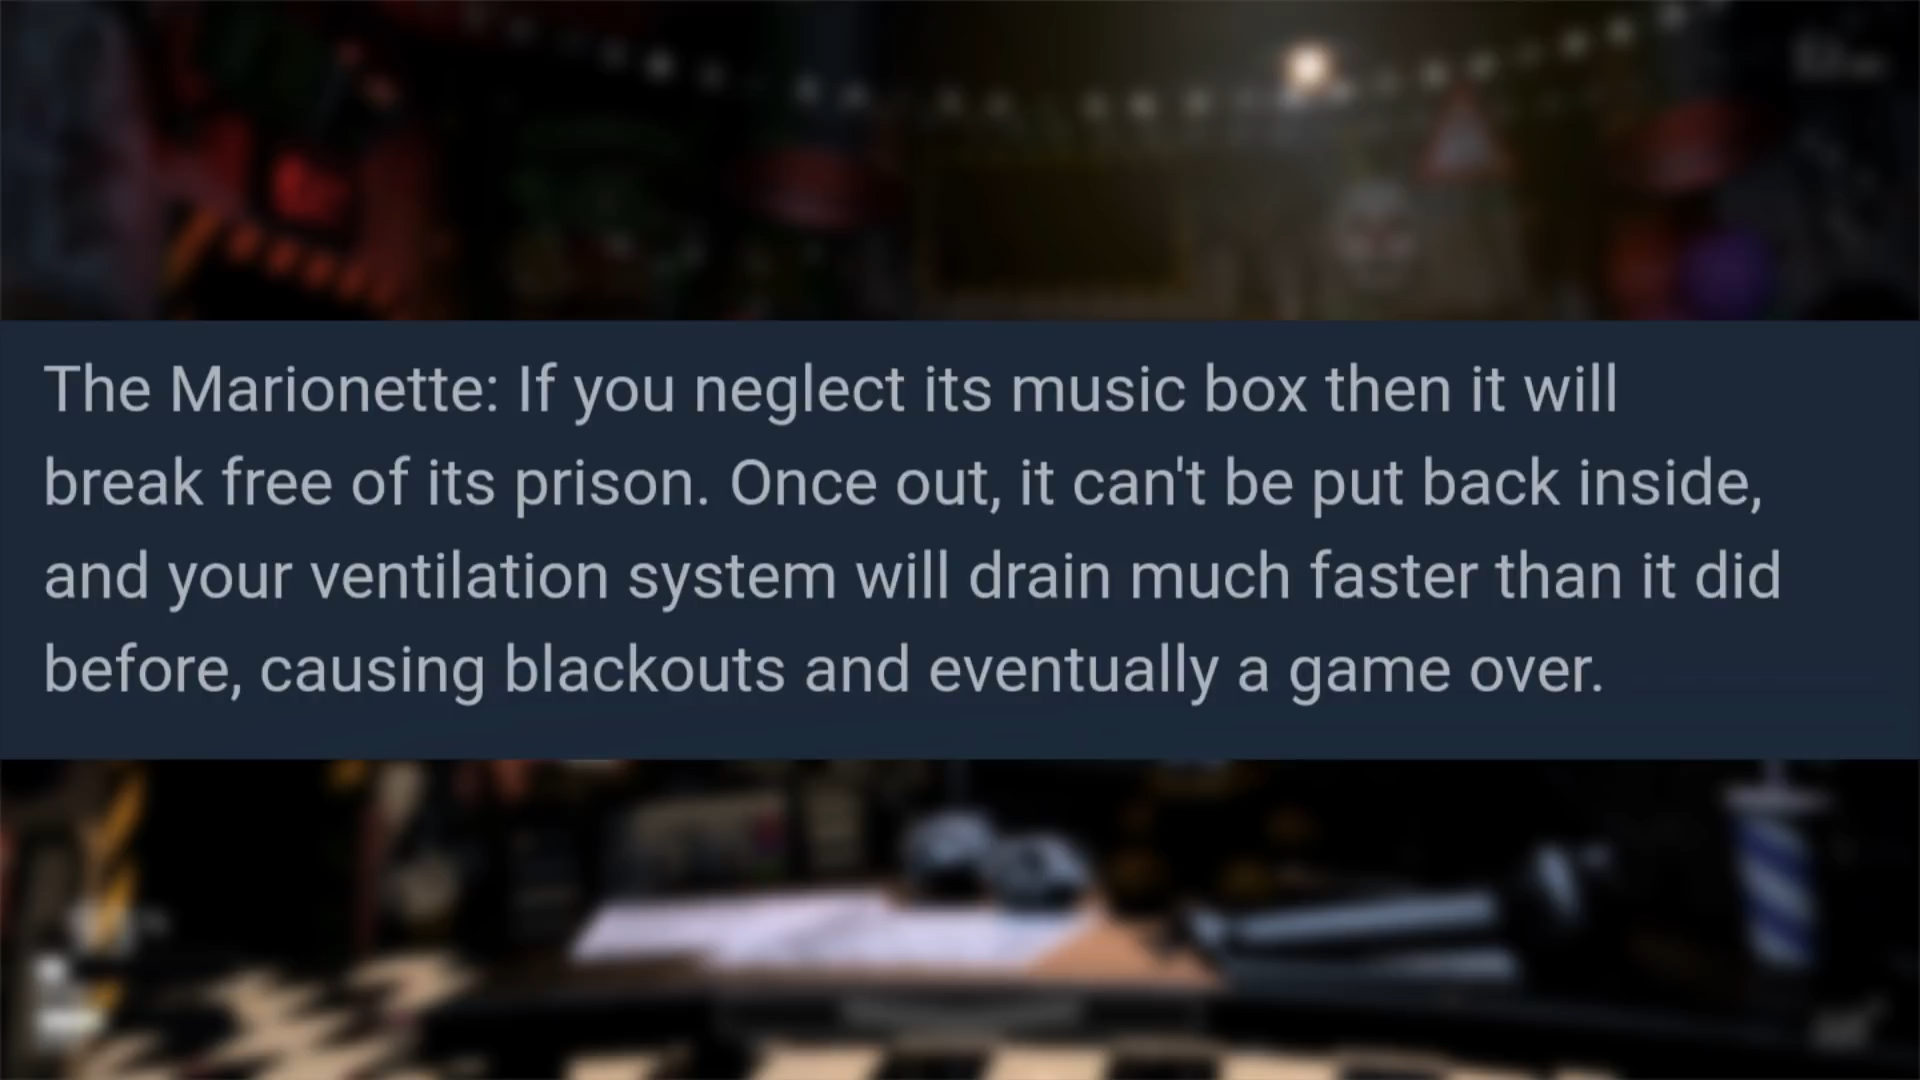 The Marionette: If you neglect its music box then it will
break free of its prison. Once out, it can't be put back inside,
and your ventilation system will drain much faster than it did
before, causing blackouts and eventually a game over.